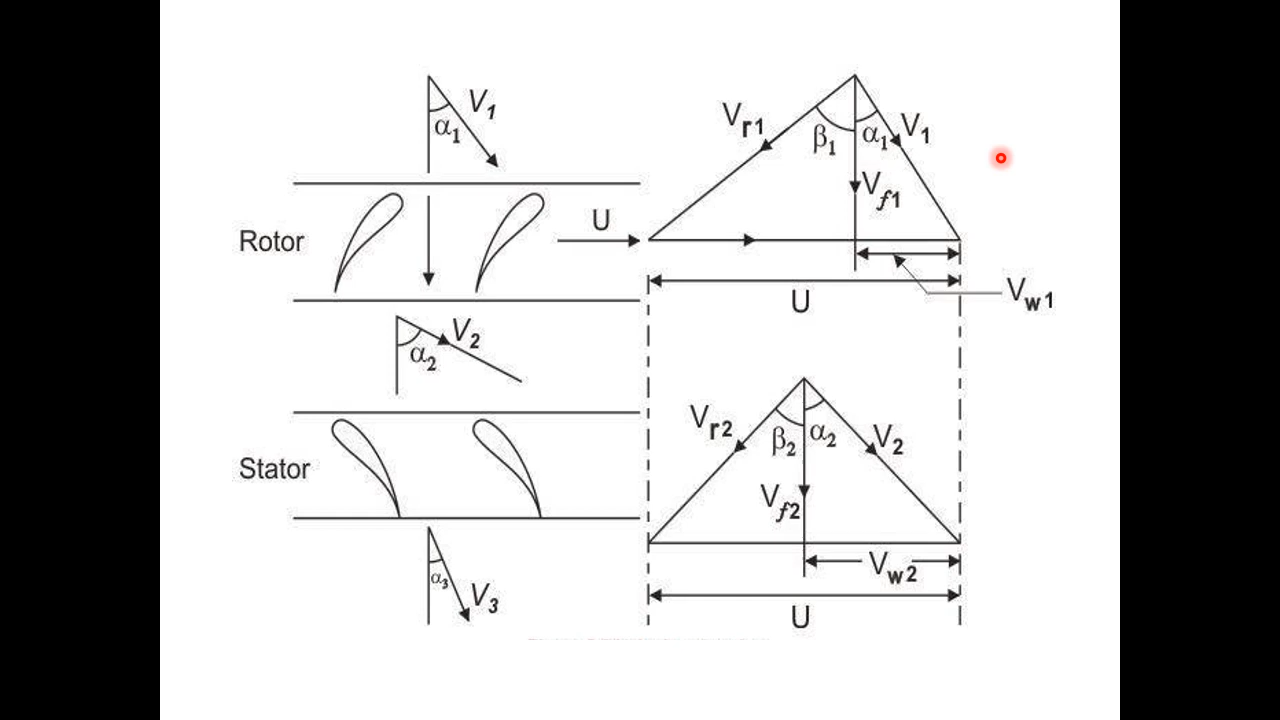 V1
α1
Rotor
U
V2
α2
Stator
α3
V3
Vr1
β1
α1
V1
Vf1
Vw1
U
Vr2
β2
α2
V2
Vf2
Vw2
U